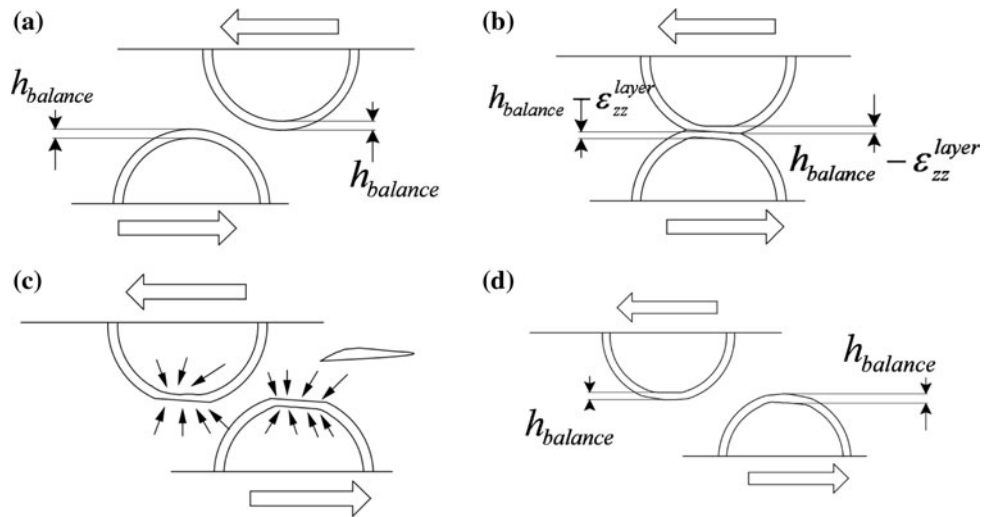 (a)
h_balance
h_balance
(b)
h_balance − ε_zz^layer
h_balance − ε_zz^layer
(c)
(d)
h_balance
h_balance